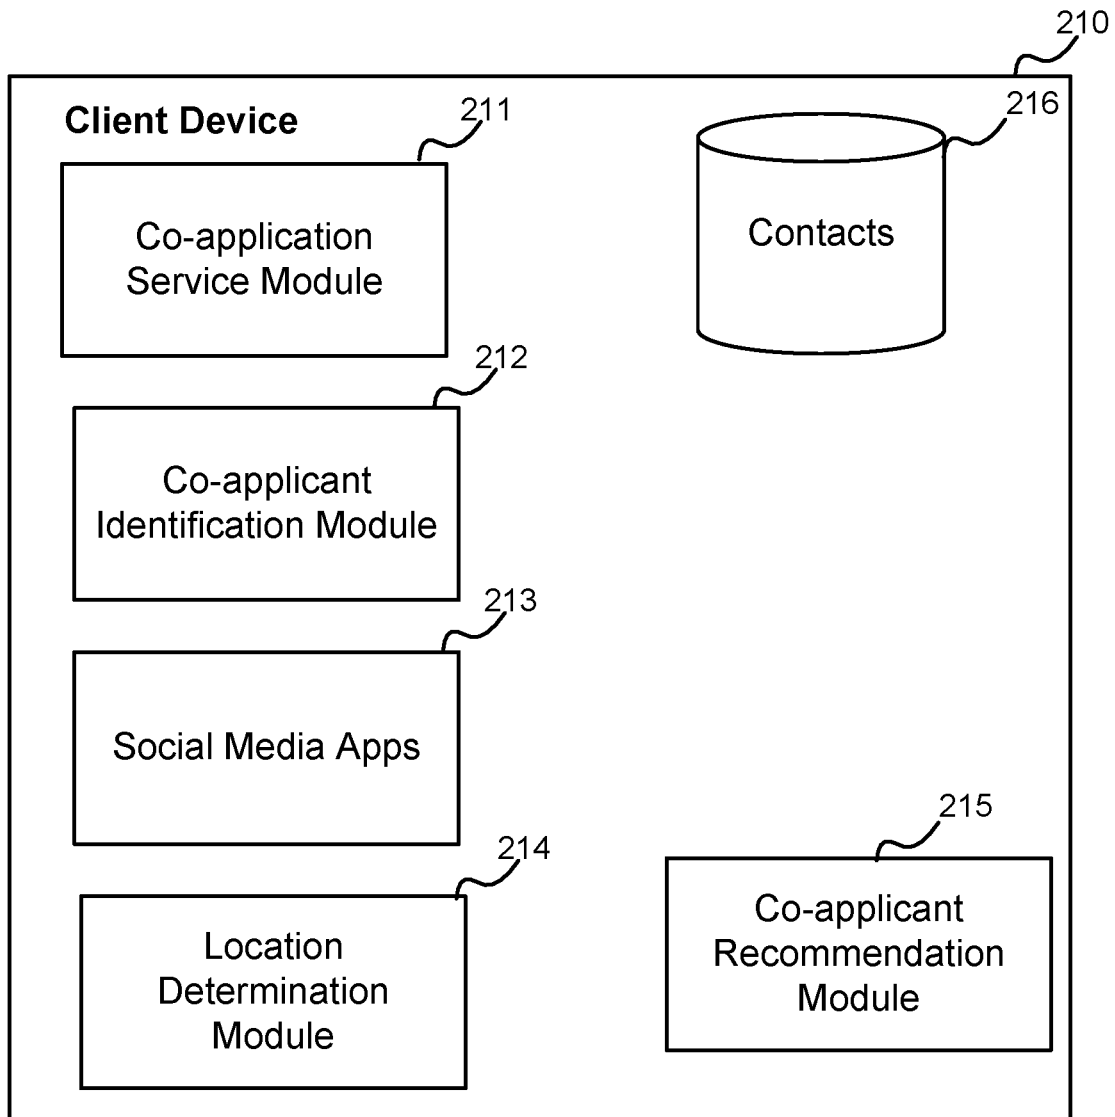 210
Client Device
211
216
Co-application
Service Module
Contacts
212
Co-applicant
Identification Module
213
Social Media Apps
214
Location
Determination
Module
215
Co-applicant
Recommendation
Module